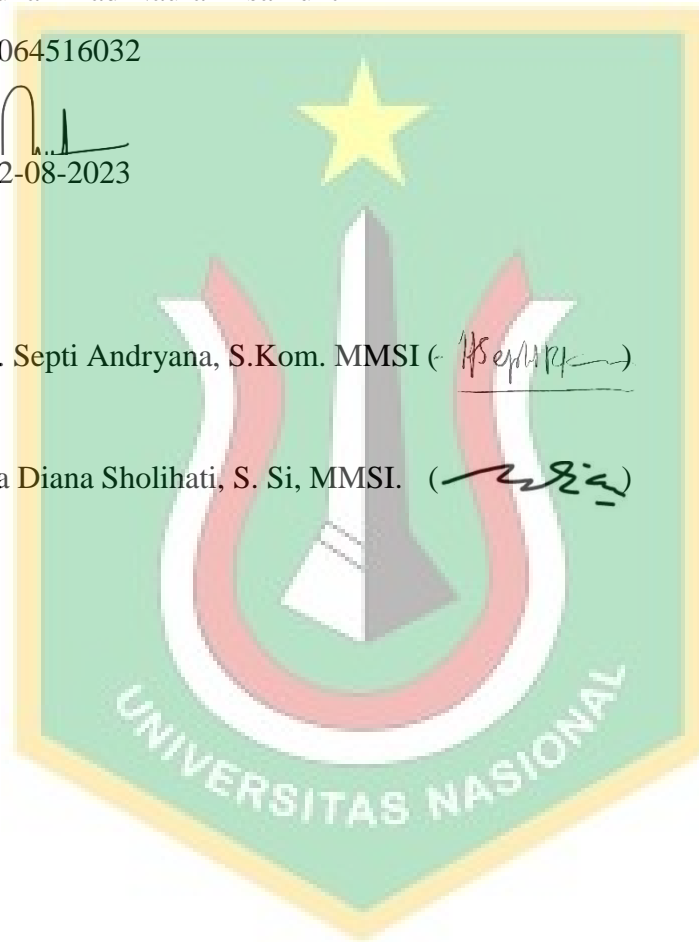 064516032
2-08-2023
. Septi Andryana, S.Kom. MMSI (
)
a Diana Sholihati, S. Si, MMSI. (
)
UNIVERSITAS NASIONAL